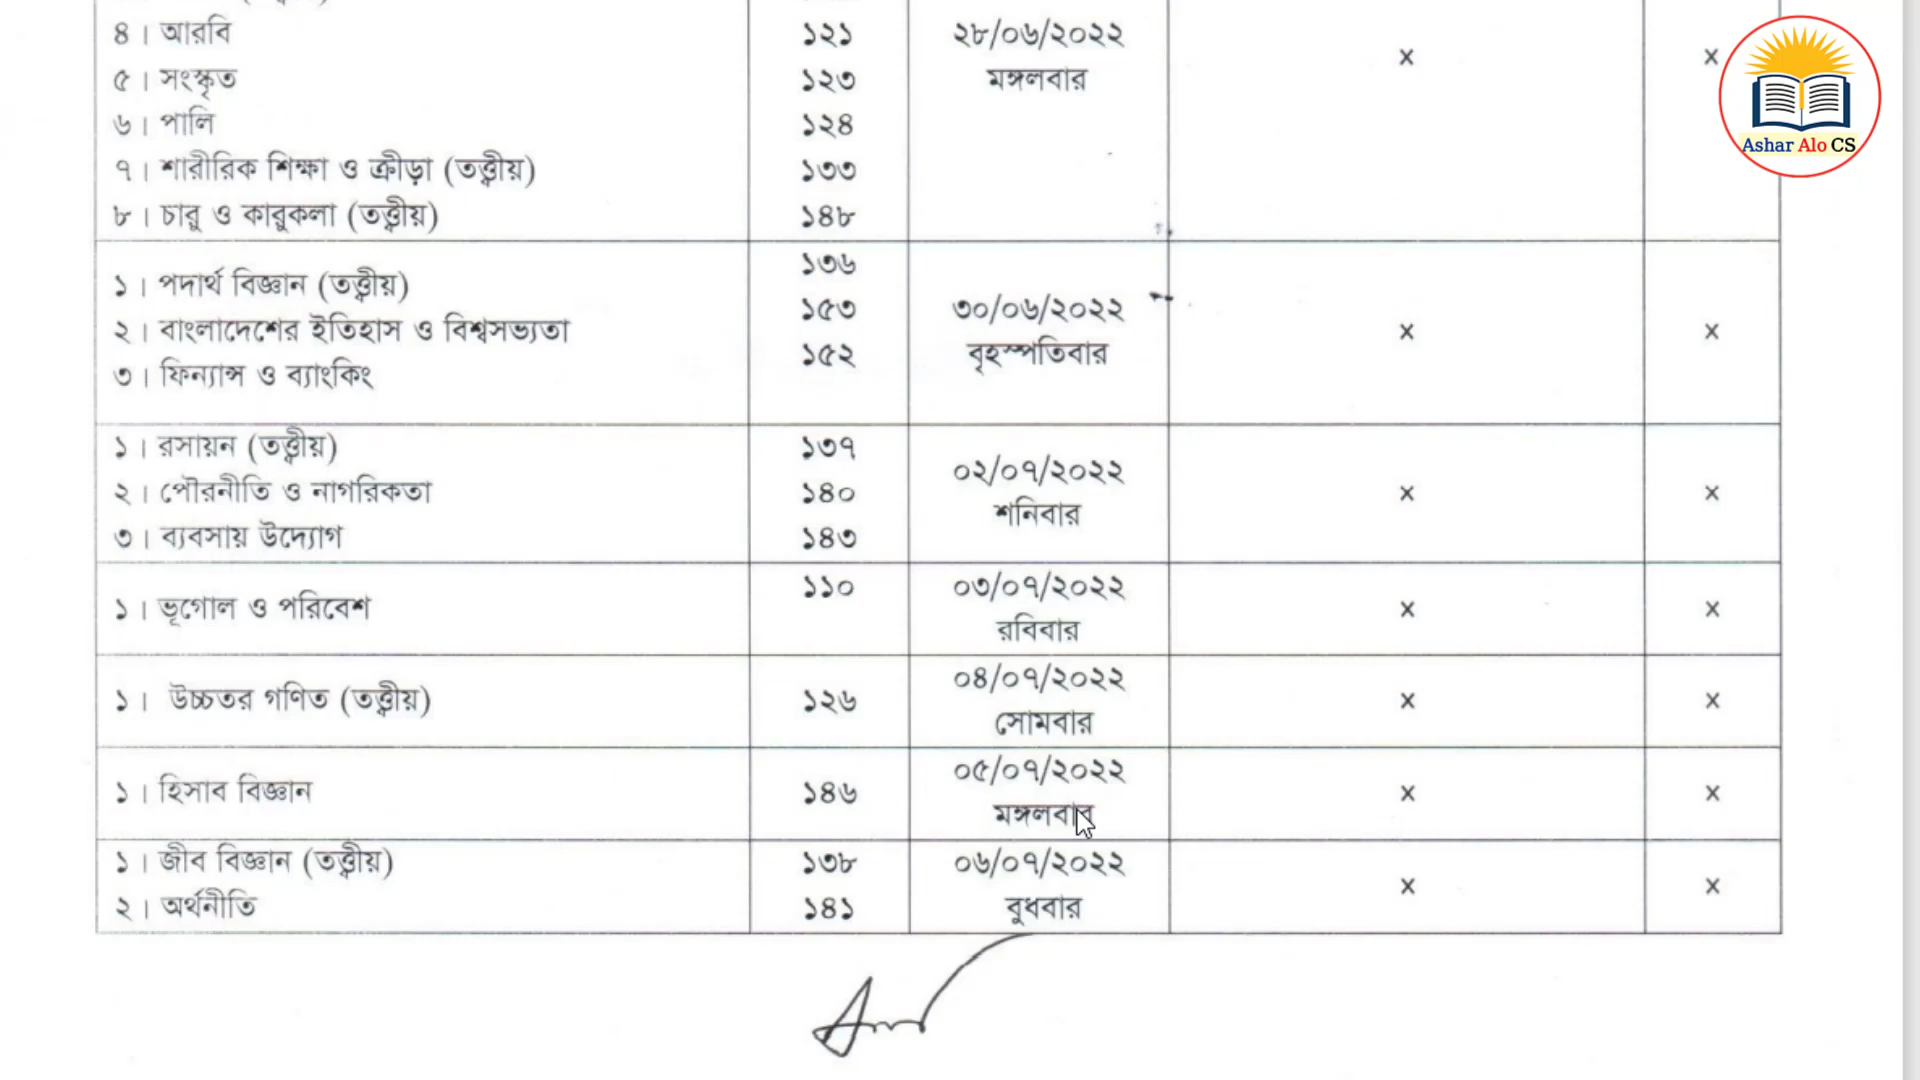 ৪। আরবি ১২১ ২৮/০৬/২০২২ x x
৫। সংস্কৃত ১২৩ মঙ্গলবার
৬। পালি ১২৪
৭। শারীরিক শিক্ষা ও ক্রীড়া (তত্ত্বীয়) ১৩৩
৮। চারু ও কারুকলা (তত্ত্বীয়) ১৪৮
Ashar Alo CS
১। পদার্থ বিজ্ঞান (তত্ত্বীয়) ১৩৬
২। বাংলাদেশের ইতিহাস ও বিশ্বসভ্যতা ১৫৩ ৩০/০৬/২০২২ x x
৩। ফিন্যান্স ও ব্যাংকিং ১৫২ বৃহস্পতিবার
১। রসায়ন (তত্ত্বীয়) ১৩৭ ০২/০৭/২০২২
২। পৌরনীতি ও নাগরিকতা ১৪০ শনিবার x x
৩। ব্যবসায় উদ্যোগ ১৪৩
১। ভূগোল ও পরিবেশ ১১০ ০৩/০৭/২০২২ x x
রবিবার
১। উচ্চতর গণিত (তত্ত্বীয়) ১২৬ ০৪/০৭/২০২২ x x
সোমবার
১। হিসাব বিজ্ঞান ১৪৬ ০৫/০৭/২০২২ x x
মঙ্গলবার
১। জীব বিজ্ঞান (তত্ত্বীয়) ১৩৮ ০৬/০৭/২০২২ x x
২। অর্থনীতি ১৪১ বুধবার